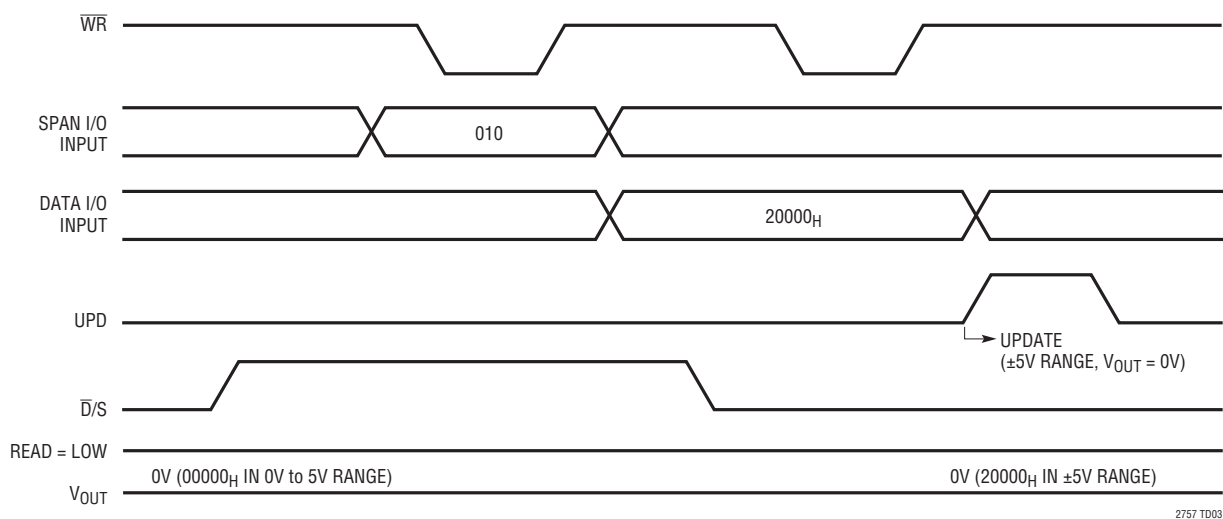 W̅R̅
SPAN I/O
INPUT
010
DATA I/O
INPUT
20000H
UPD
UPDATE
(±5V RANGE, VOUT = 0V)
D̅/S
READ = LOW
0V (00000H IN 0V to 5V RANGE)
0V (20000H IN ±5V RANGE)
VOUT
2757 TD03